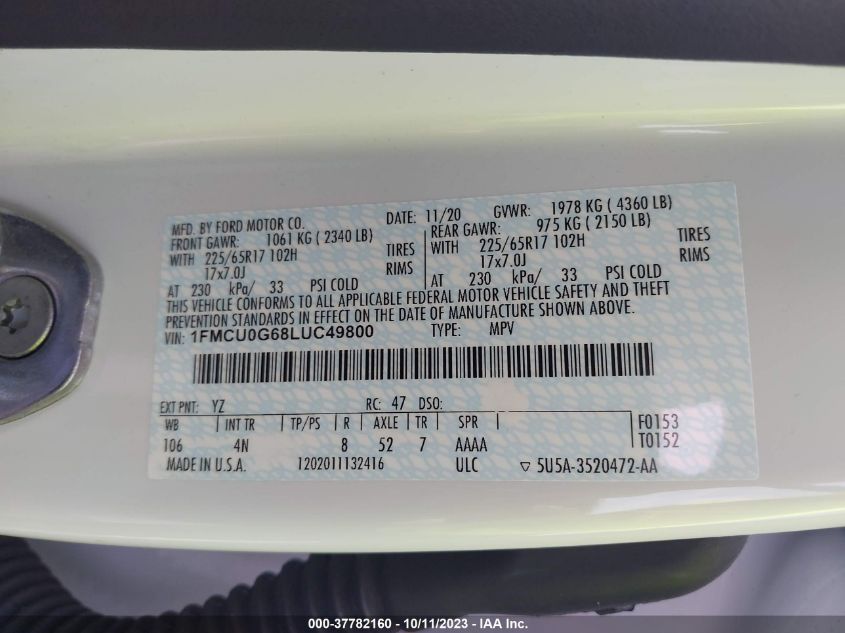 MFD. BY FORD MOTOR CO.
DATE: 11/20 GVWR: 1978 KG ( 4360 LB)
FRONT GAWR: 1061 KG ( 2340 LB)
REAR GAWR: 975 KG ( 2150 LB)
WITH 225/65R17 102H TIRES
WITH 225/65R17 102H TIRES
17x7.0J RIMS
17x7.0J RIMS
AT 230 kPa/ 33 PSI COLD
AT 230 kPa/ 33 PSI COLD
THIS VEHICLE CONFORMS TO ALL APPLICABLE FEDERAL MOTOR VEHICLE SAFETY AND THEFT
PREVENTION STANDARDS IN EFFECT ON THE DATE OF MANUFACTURE SHOWN ABOVE.
VIN: 1FMCU0G68LUC49800 TYPE: MPV
EXT PNT: YZ RC: 47 DSO:
WB INT TR TP/PS R AXLE TR SPR F0153
106 4N 8 52 7 AAAA T0152
MADE IN U.S.A. 1202011132416 ULC ▽ 5U5A-3520472-AA
000-37782160 - 10/11/2023 - IAA Inc.